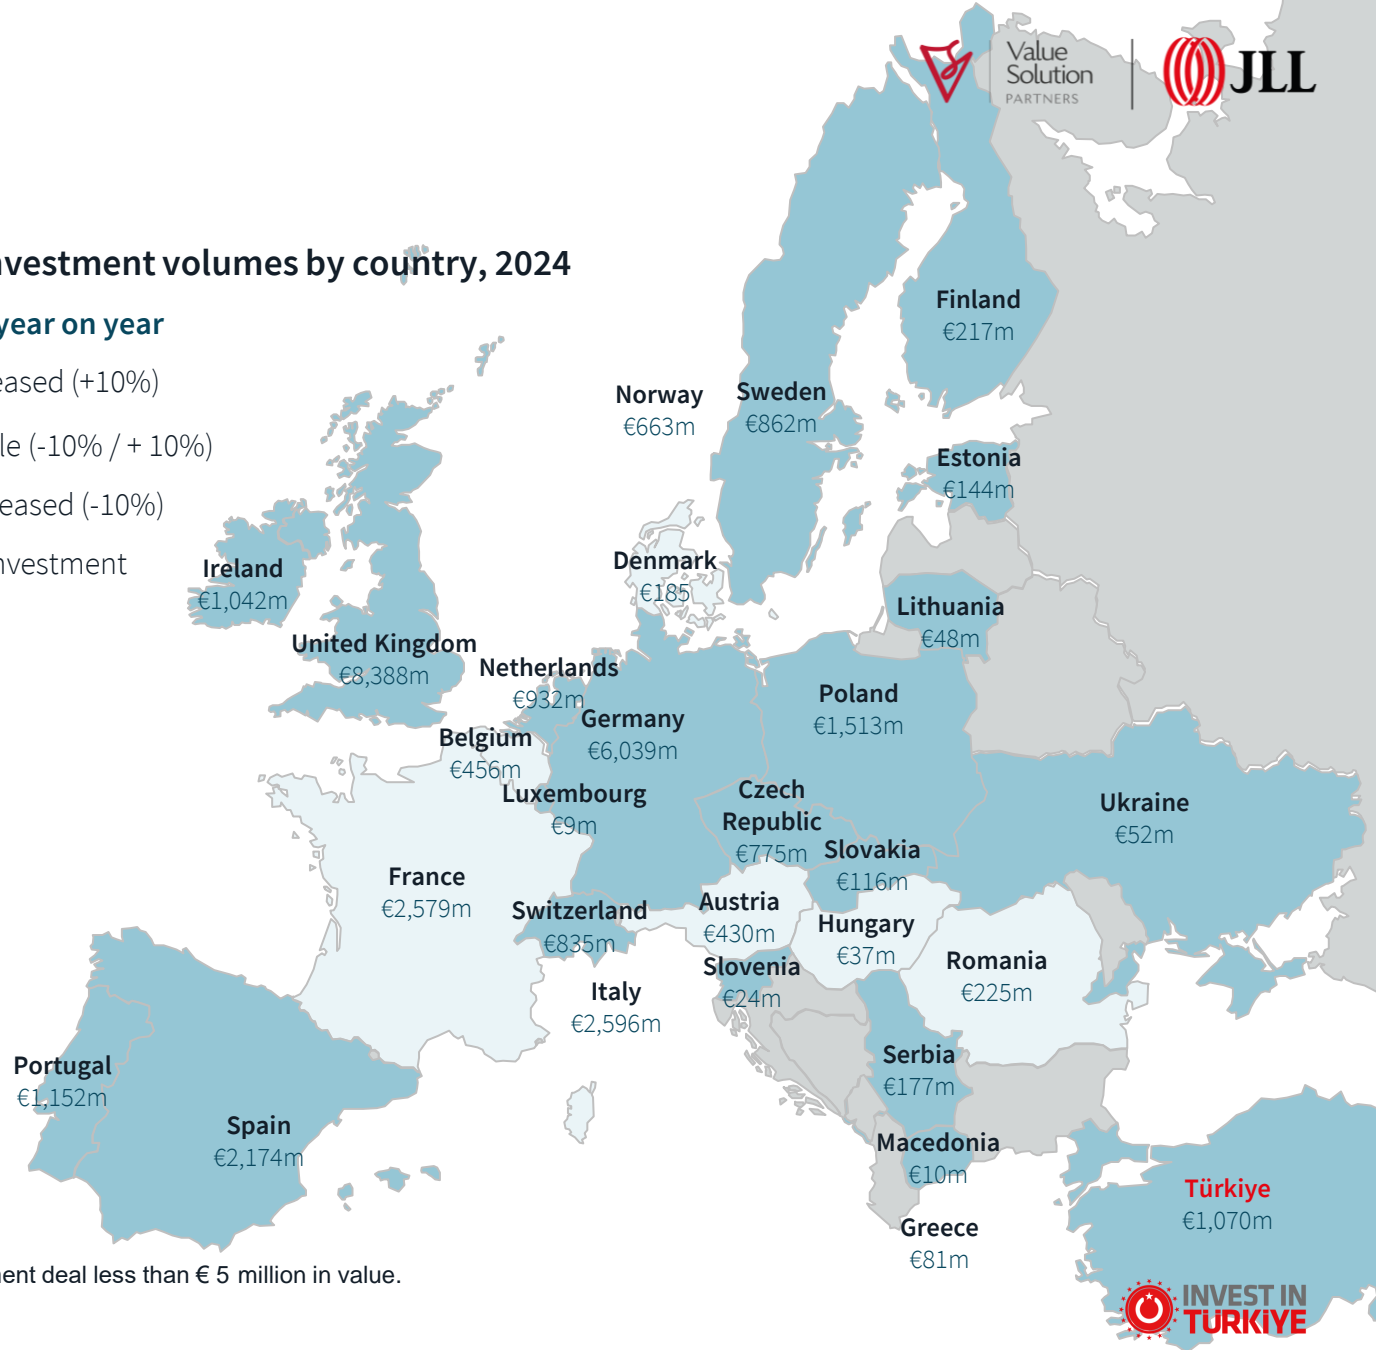 Value
Solution
PARTNERS
JLL
nvestment volumes by country, 2024
year on year
eased (+10%)
le (-10% / + 10%)
eased (-10%)
nvestment
Finland
€217m
Norway
€663m
Sweden
€862m
Estonia
€144m
Denmark
€185
Ireland
€1,042m
Lithuania
€48m
United Kingdom
€8,388m
Netherlands
€932m
Poland
€1,513m
Germany
€6,039m
Belgium
€456m
Luxembourg
€9m
Czech
Republic
€775m
Ukraine
€52m
Slovakia
€116m
France
€2,579m
Switzerland
€835m
Austria
€430m
Hungary
€37m
Romania
€225m
Slovenia
€24m
Italy
€2,596m
Serbia
€177m
Portugal
€1,152m
Spain
€2,174m
Macedonia
€10m
Türkiye
€1,070m
Greece
€81m
ent deal less than € 5 million in value.
INVEST IN
TÜRKİYE